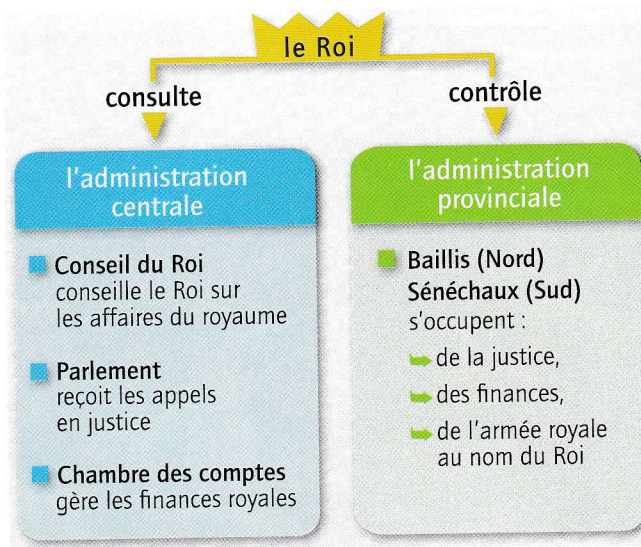 le Roi
consulte
contrôle
l'administration
centrale
Conseil du Roi
conseille le Roi sur
les affaires du royaume
Parlement
reçoit les appels
en justice
Chambre des comptes
gère les finances royales
l'administration
provinciale
Baillis (Nord)
Sénéchaux (Sud)
s'occupent :
de la justice,
des finances,
de l'armée royale
au nom du Roi